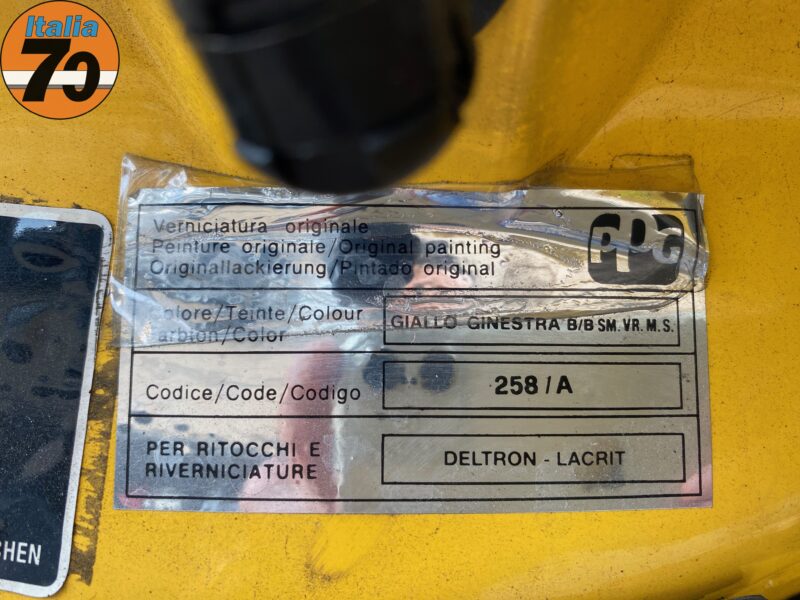 Italia
70
Verniciatura originale
Peinture originale/Original painting
Originallackierung/Pintado original
PPG
Colore/Teinte/Colour
Farbton/Color
GIALLO GINESTRA B/B SM. VR. M. S.
Codice/Code/Codigo
258/A
PER RITOCCHI E
RIVERNICIATURE
DELTRON - LACRIT
CHEN